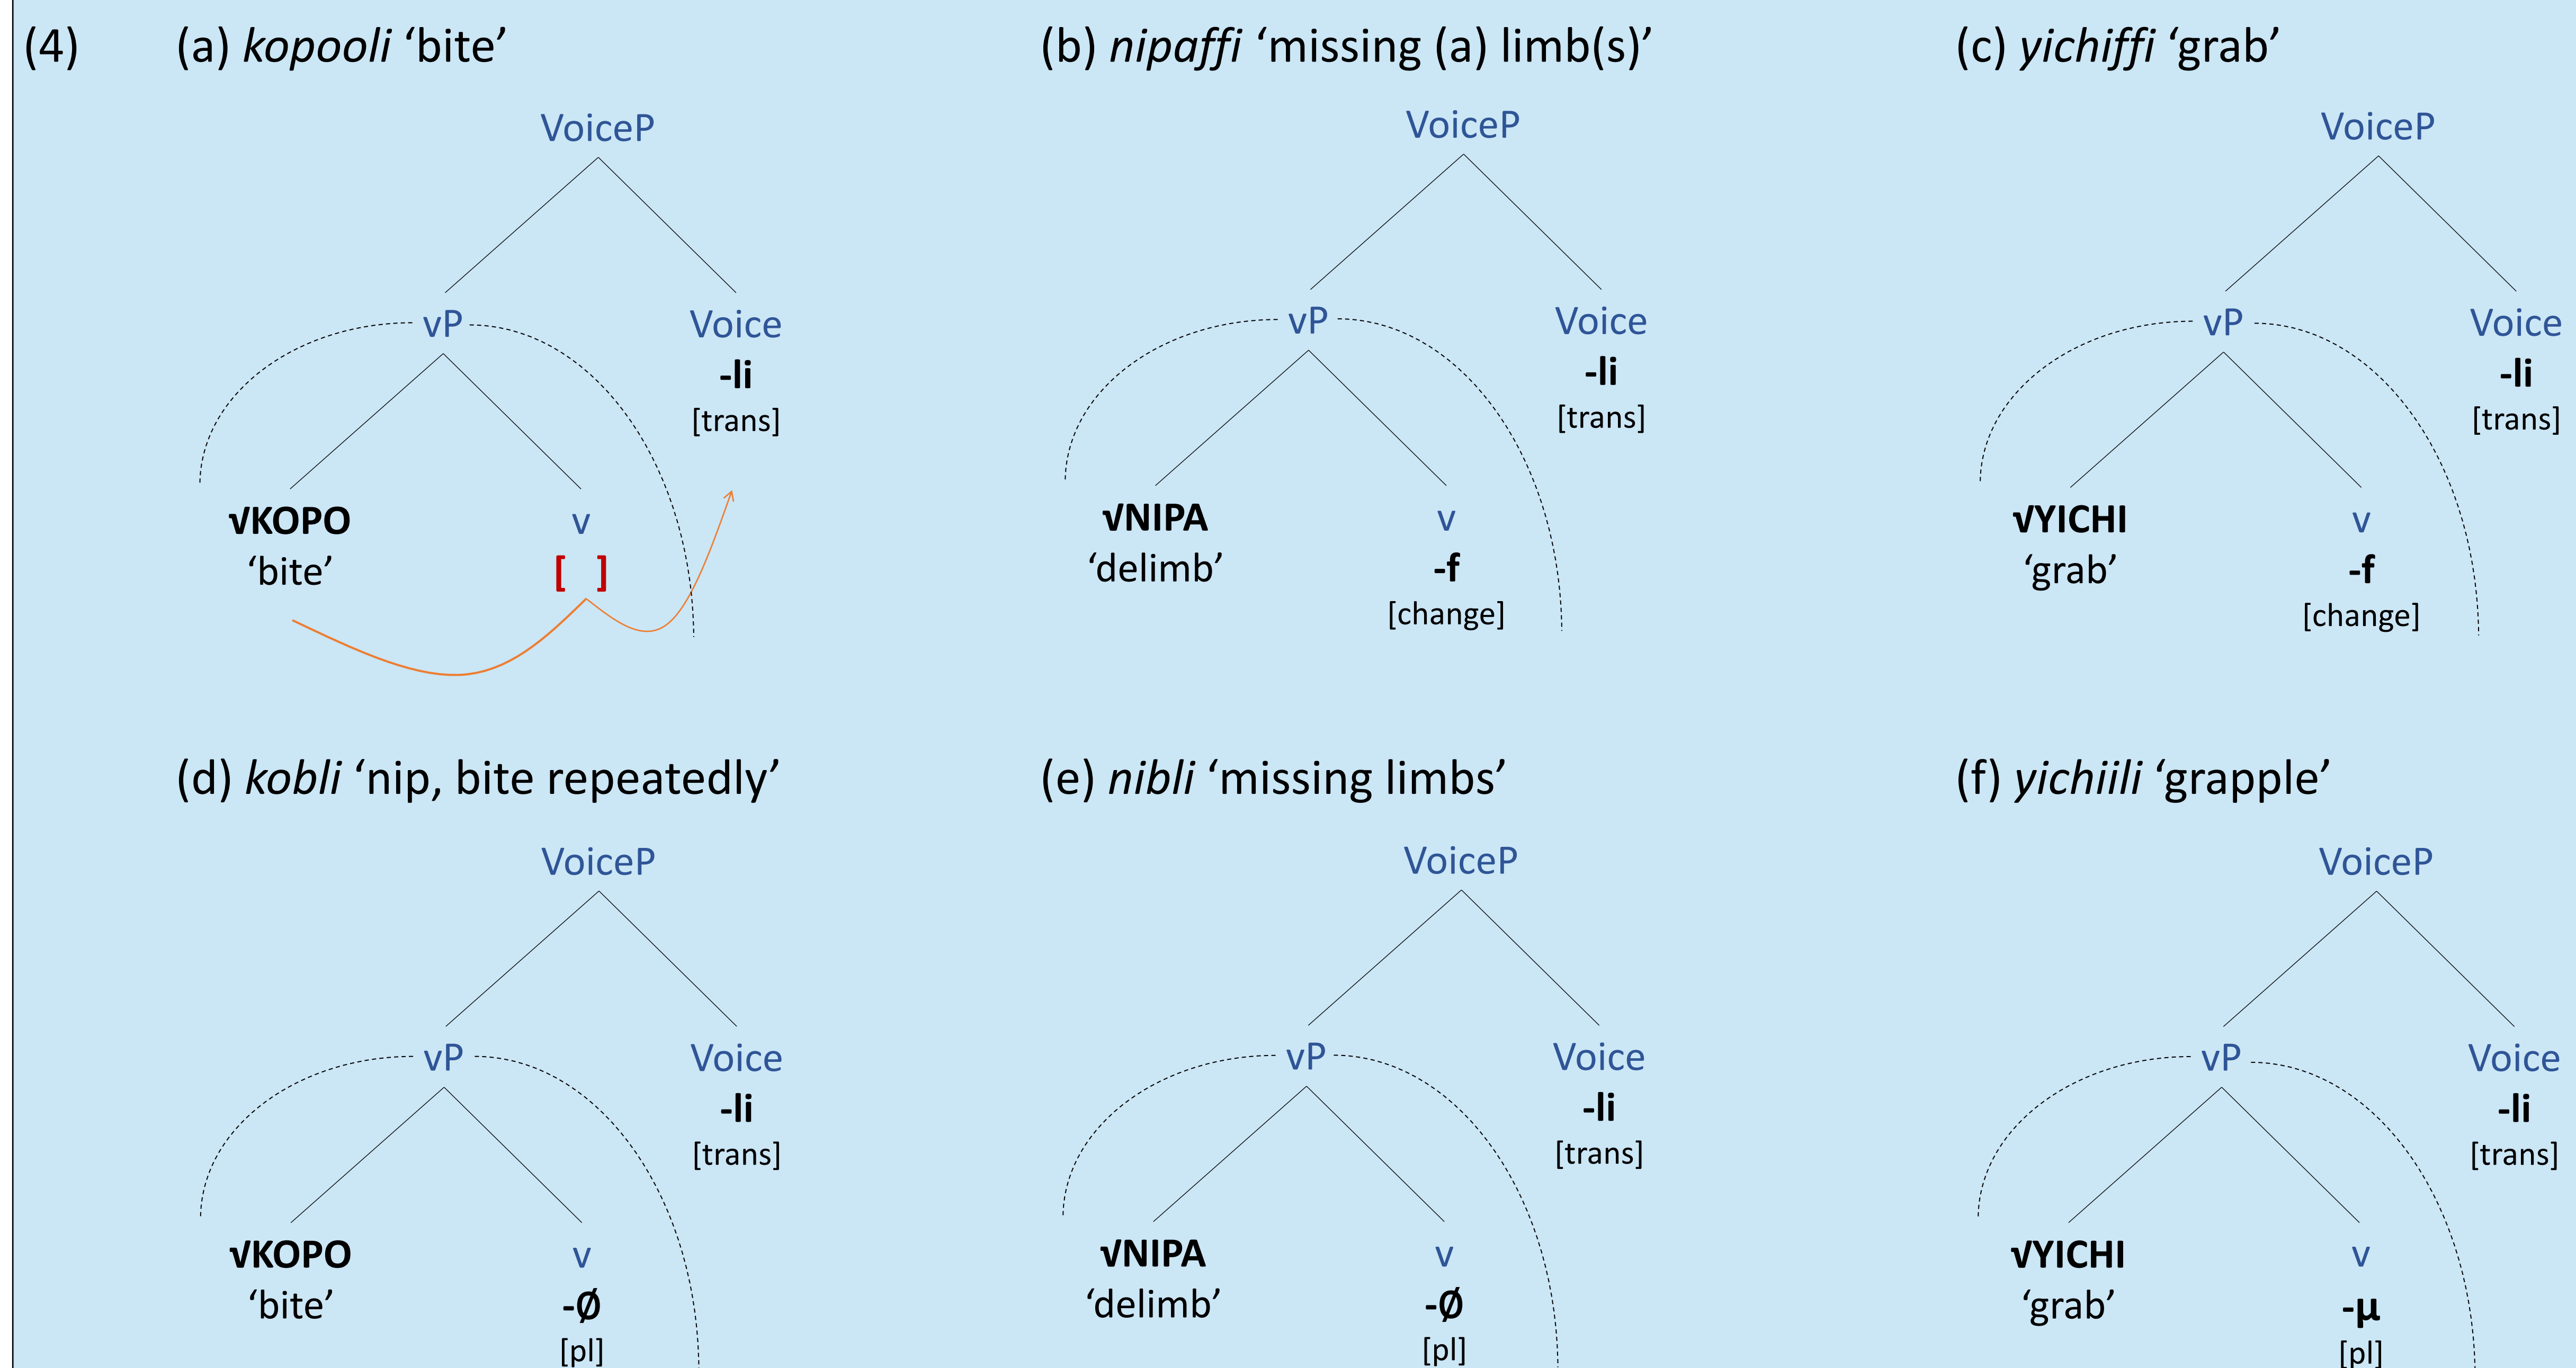 (4) (a) kopooli ‘bite’ (b) nipaffi ‘missing (a) limb(s)’ (c) yichiffi ‘grab’
VoiceP VoiceP VoiceP
vP Voice vP Voice vP Voice
-li -li -li
[trans] [trans] [trans]
√KOPO v √NIPA v √YICHI v
‘bite’ [ ] ‘delimb’ -f ‘grab’ -f
[change] [change]
(d) kobli ‘nip, bite repeatedly’ (e) nibli ‘missing limbs’ (f) yichiili ‘grapple’
VoiceP VoiceP VoiceP
vP Voice vP Voice vP Voice
-li -li -li
[trans] [trans] [trans]
√KOPO v √NIPA v √YICHI v
‘bite’ -Ø ‘delimb’ -Ø ‘grab’ -μ
[pl] [pl] [pl]